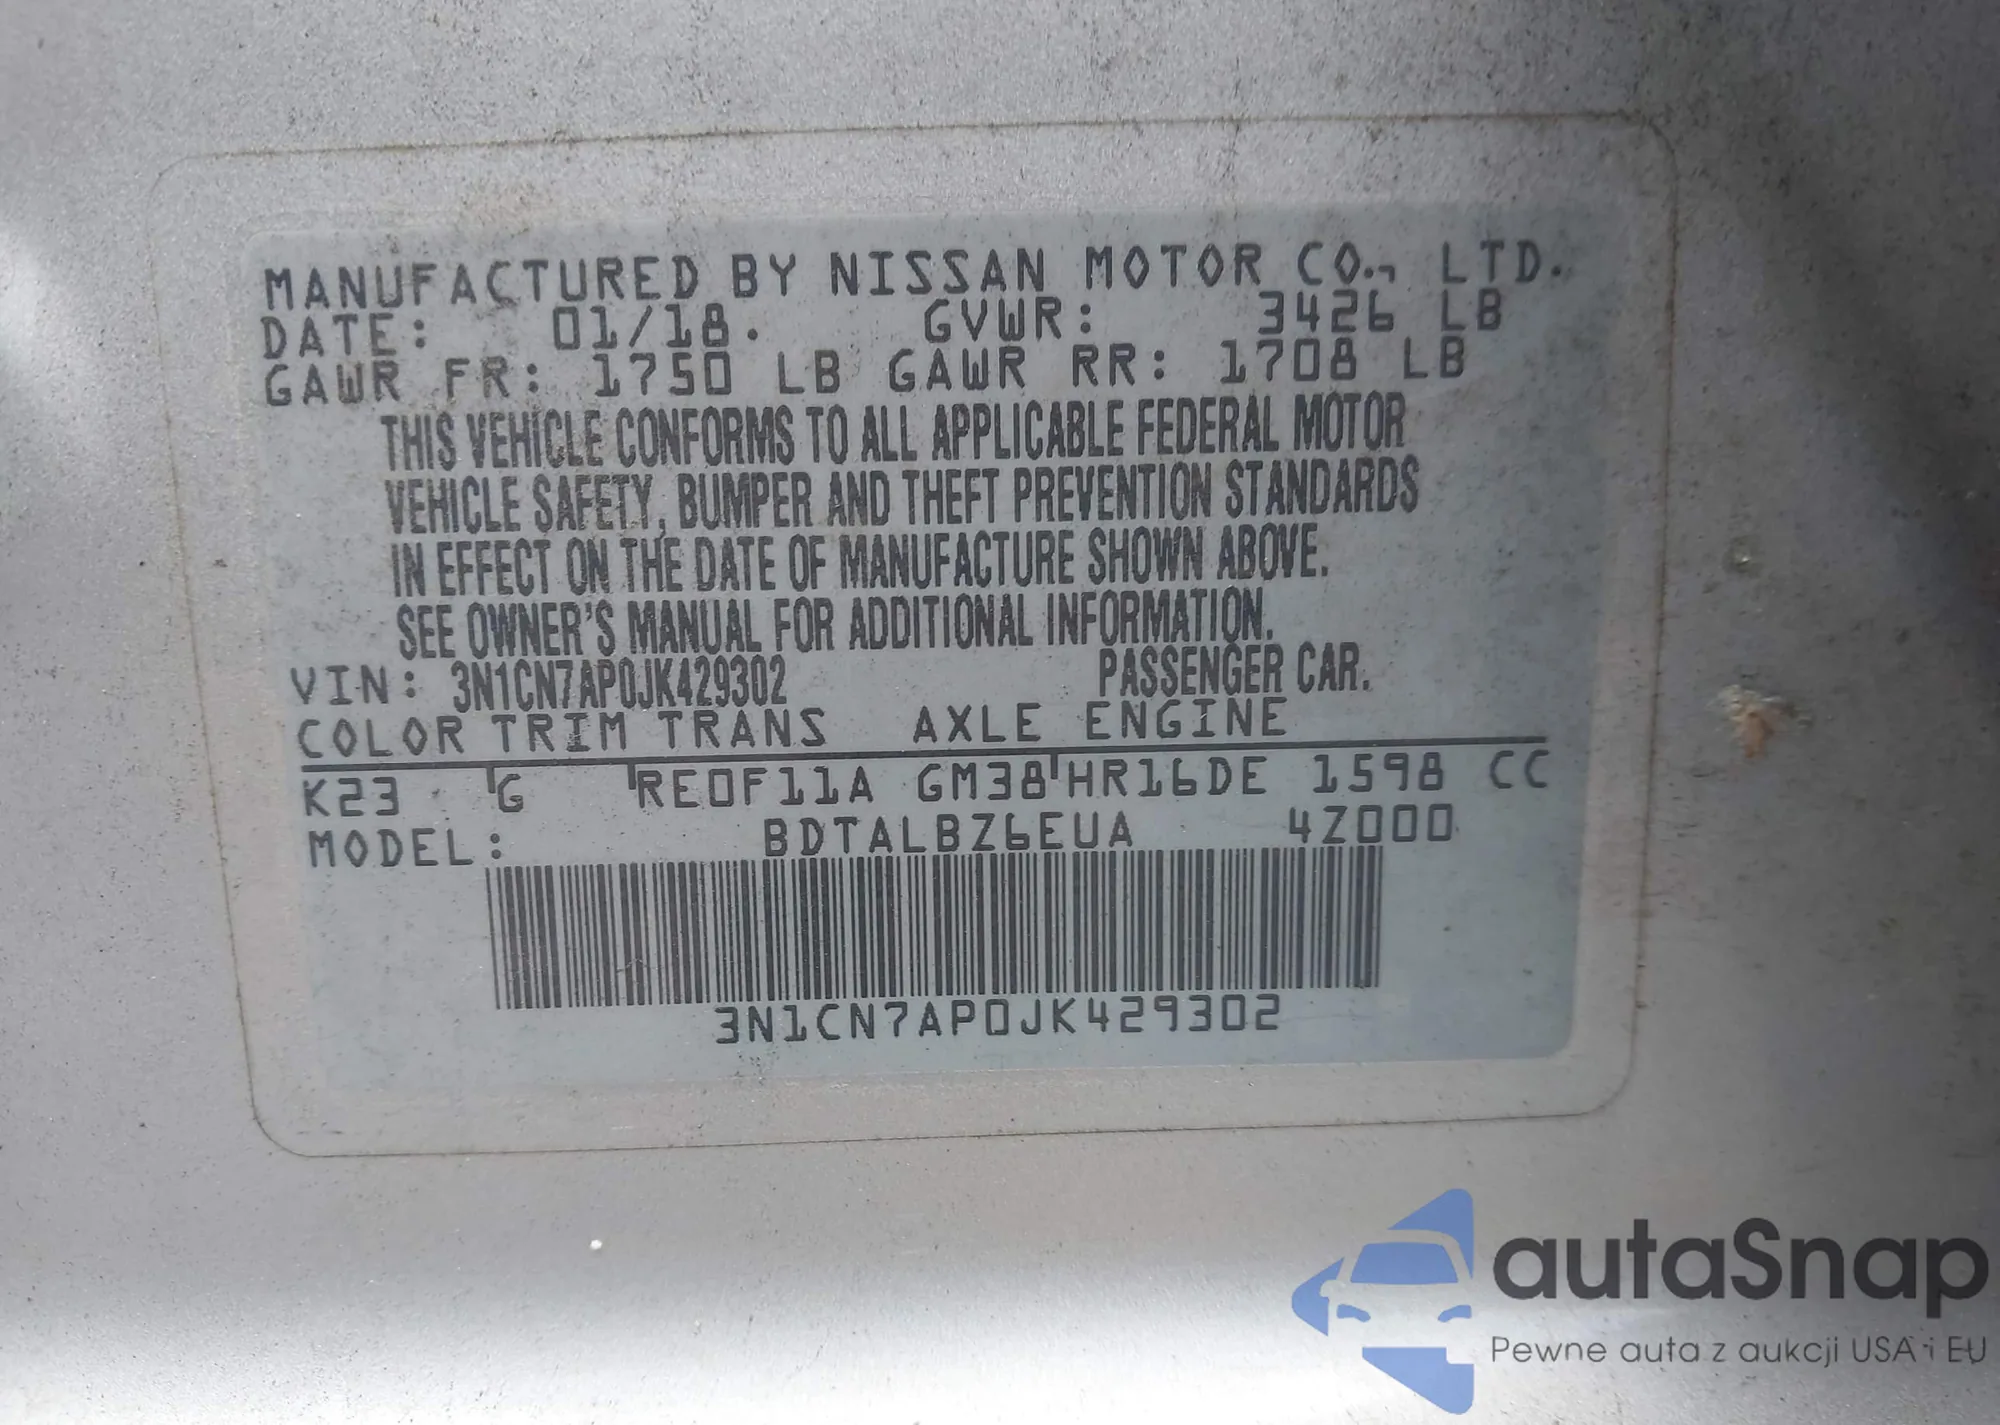 MANUFACTURED BY NISSAN MOTOR CO., LTD.
DATE: 01/18. GVWR: 3426 LB
GAWR FR: 1750 LB GAWR RR: 1708 LB
THIS VEHICLE CONFORMS TO ALL APPLICABLE FEDERAL MOTOR
VEHICLE SAFETY, BUMPER AND THEFT PREVENTION STANDARDS
IN EFFECT ON THE DATE OF MANUFACTURE SHOWN ABOVE.
SEE OWNER'S MANUAL FOR ADDITIONAL INFORMATION.
VIN: 3N1CN7AP0JK429302 PASSENGER CAR.
COLOR TRIM TRANS AXLE ENGINE
K23 G RE0F11A GM38 HR16DE 1598 CC
MODEL: BDTALBZ6EUA 4Z000
3N1CN7AP0JK429302
autaSnap
Pewne auta z aukcji USA i EU